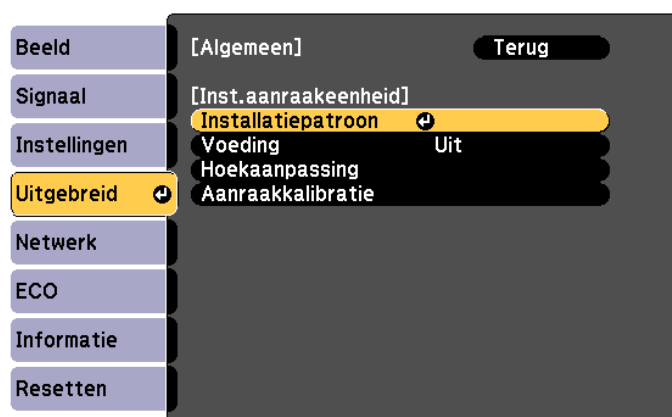 Beeld
Signaal
Instellingen
Uitgebreid
Netwerk
ECO
Informatie
Resetten
[Algemeen] Terug
[Inst.aanraakeenheid]
Installatiepatroon
Voeding Uit
Hoekaanpassing
Aanraakkalibratie